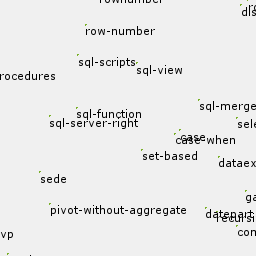 rownumber
dls
row-number
sql-scripts
sql-view
rocedures
sql-merge
sql-function
sql-server-right
sele
case
case-when
set-based
dataex
sede
ga
pivot-without-aggregate
datepart
recursi
vp
con